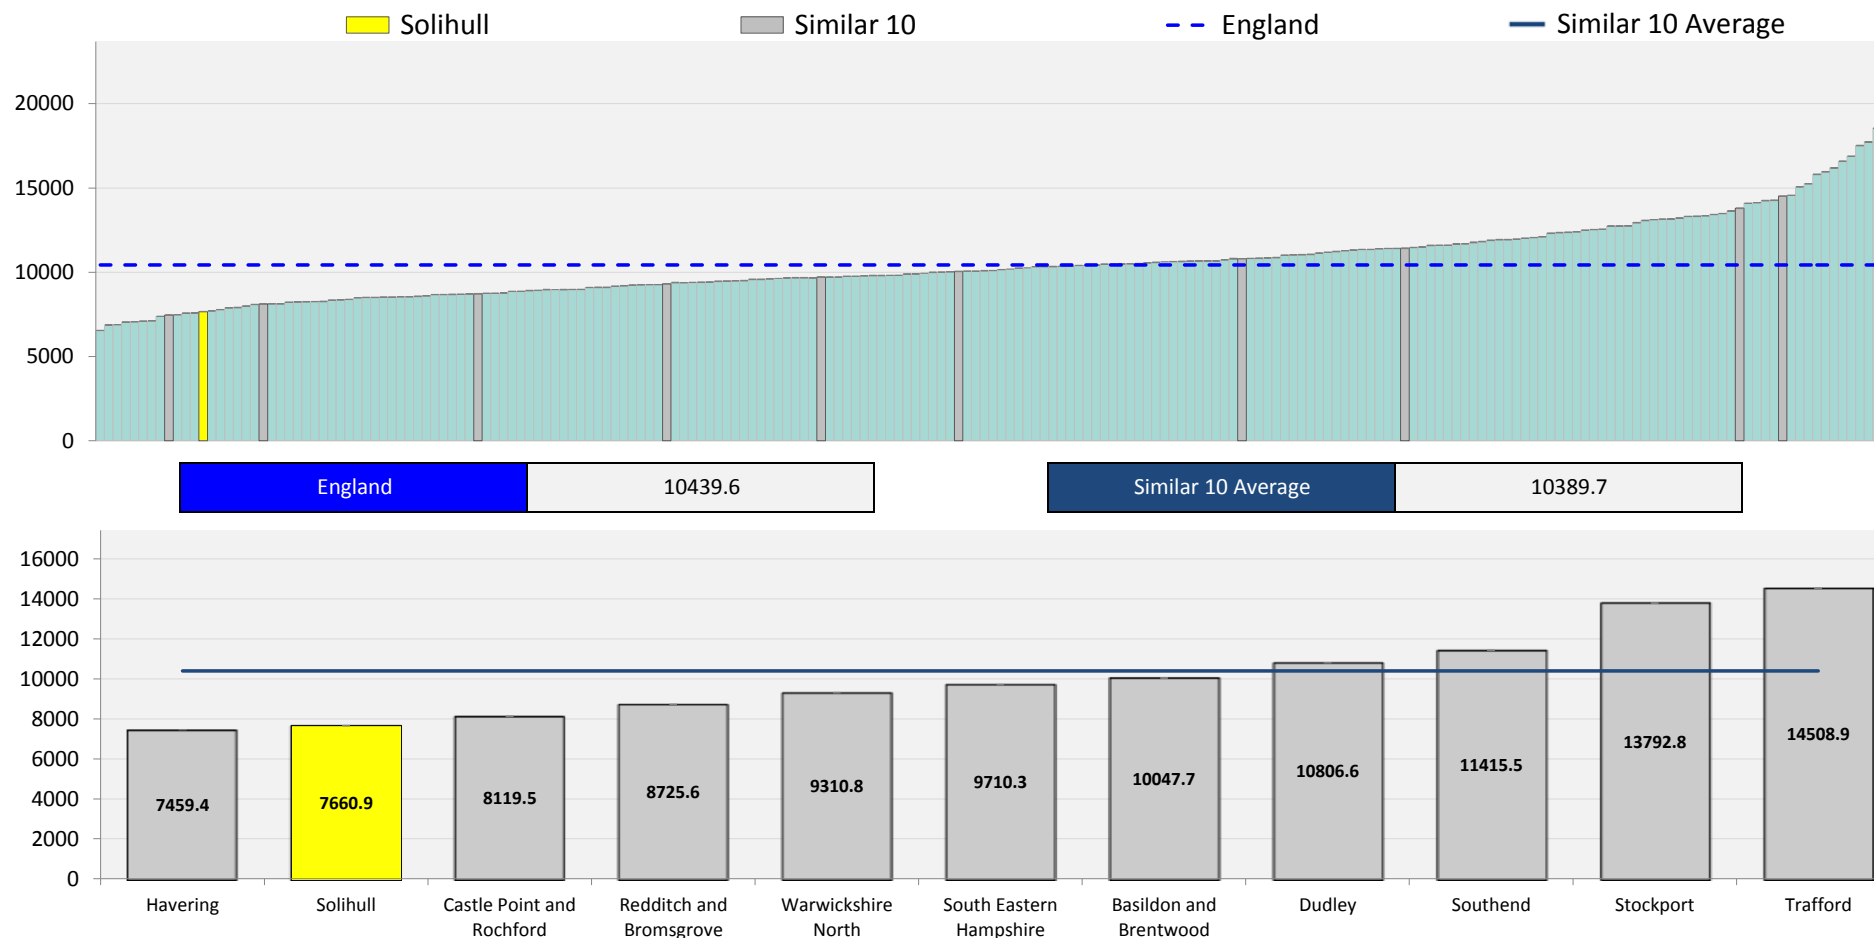 Solihull Similar 10 England Similar 10 Average
20000
15000
10000
5000
0
England 10439.6 Similar 10 Average 10389.7
16000
14000
12000
10000
8000
6000
4000
2000
0
7459.4 7660.9 8119.5 8725.6 9310.8 9710.3 10047.7 10806.6 11415.5 13792.8 14508.9
Havering Solihull Castle Point and Redditch and Warwickshire South Eastern Basildon and Dudley Southend Stockport Trafford
Rochford Bromsgrove North Hampshire Brentwood